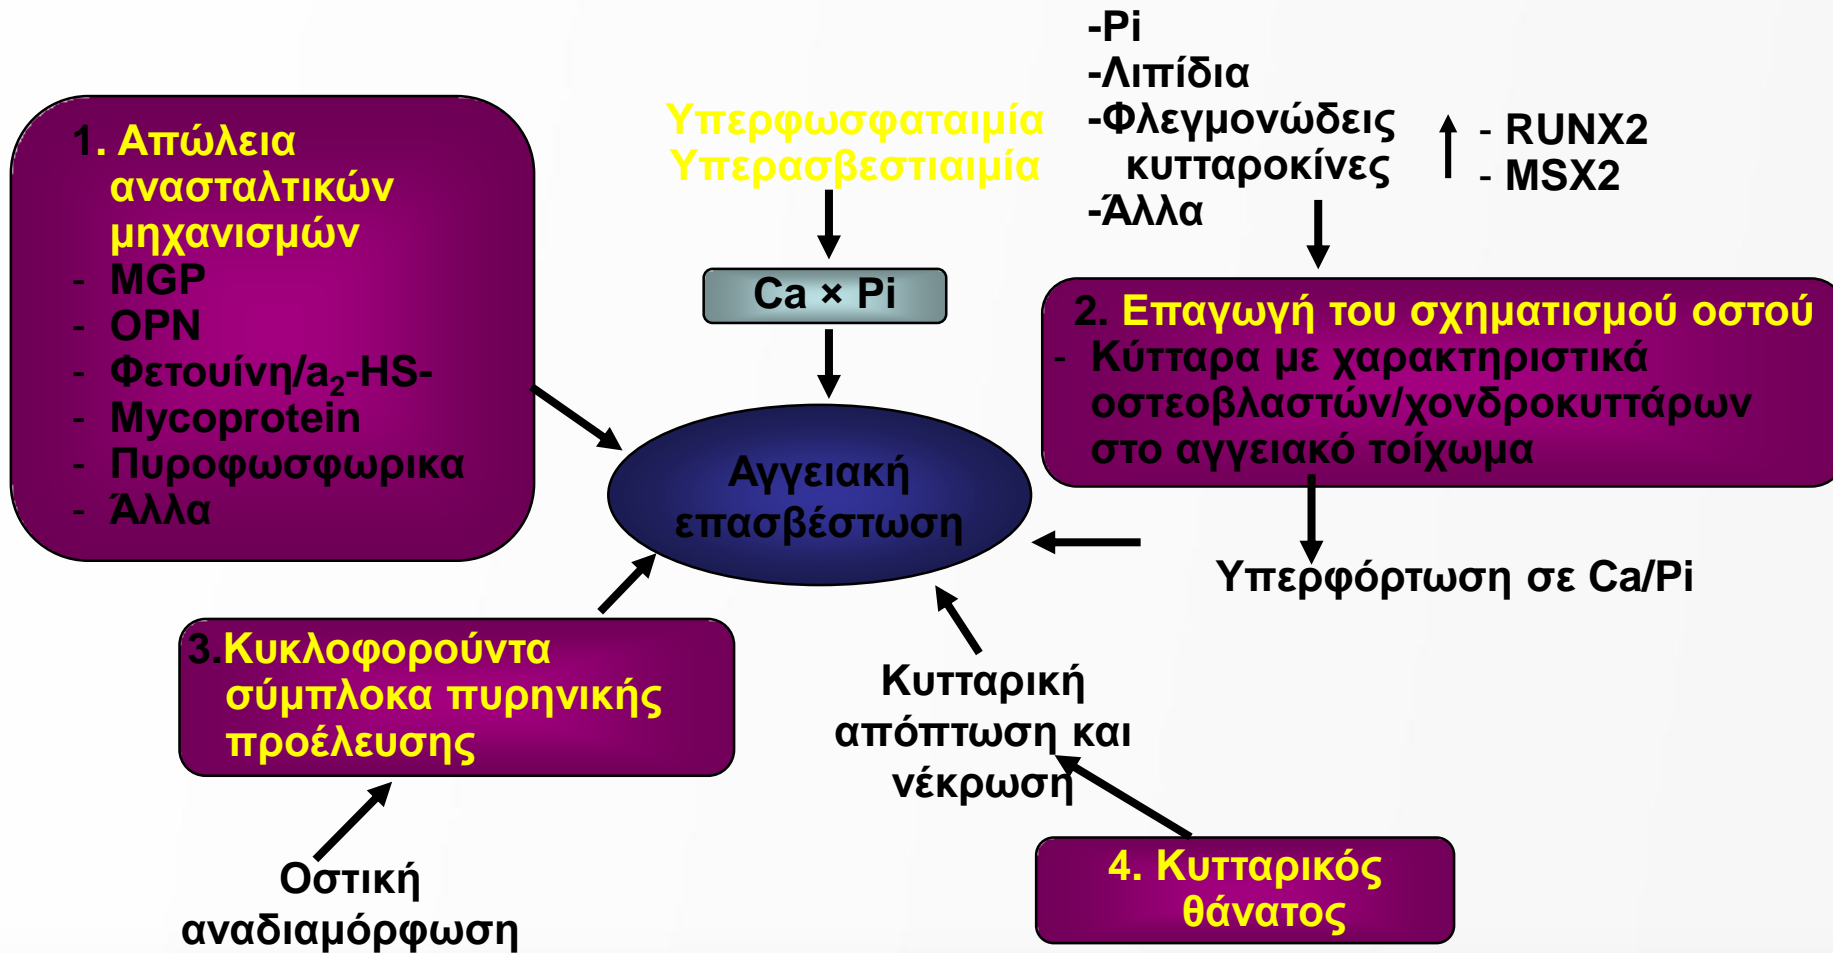 1. Απώλεια
ανασταλτικών
μηχανισμών
- MGP
- OPN
- Φετουίνη/a₂-HS-
- Mycoprotein
- Πυροφωσφωρικα
- Άλλα
Υπερφωσφαταιμία
Υπερασβεστιαιμία
Ca × Pi
-Pi
-Λιπίδια
-Φλεγμονώδεις
κυτταροκίνες
-Άλλα
- RUNX2
- MSX2
2. Επαγωγή του σχηματισμού οστού
- Κύτταρα με χαρακτηριστικά
οστεοβλαστών/χονδροκυττάρων
στο αγγειακό τοίχωμα
Αγγειακή
επασβέστωση
Υπερφόρτωση σε Ca/Pi
3.Κυκλοφορούντα
σύμπλοκα πυρηνικής
προέλευσης
Οστική
αναδιαμόρφωση
Κυτταρική
απόπτωση και
νέκρωση
4. Κυτταρικός
θάνατος